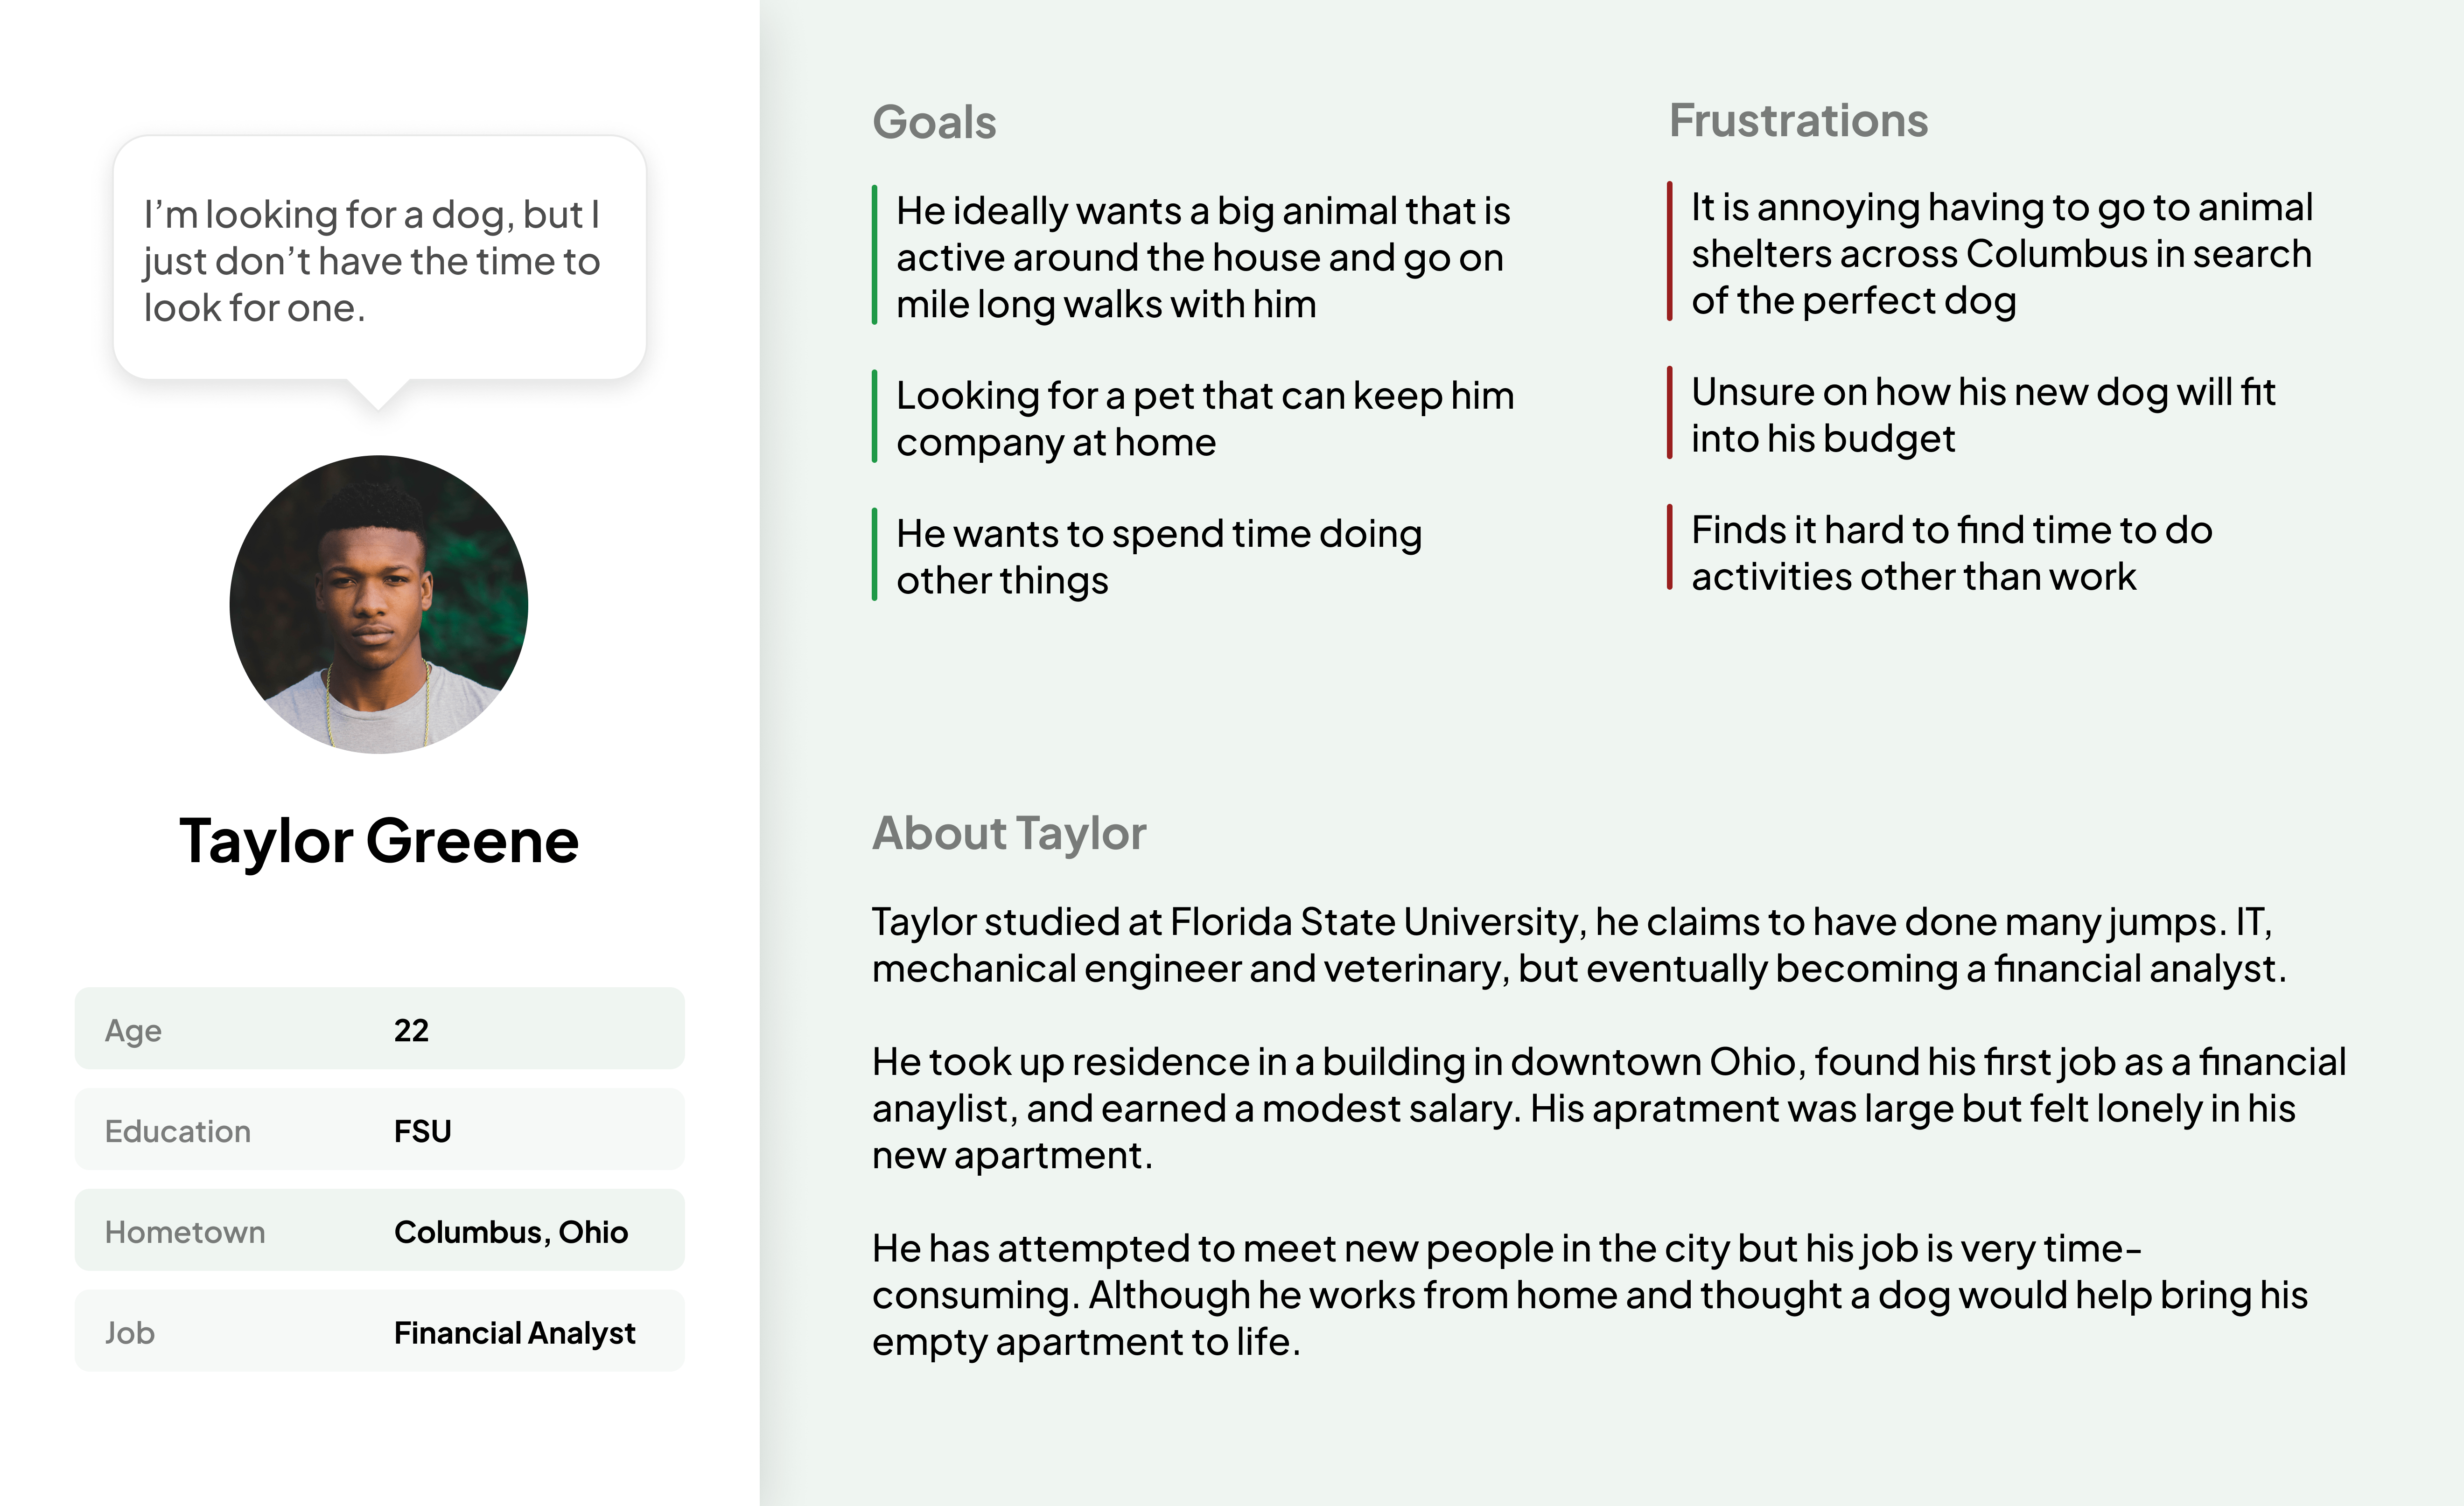 I’m looking for a dog, but I
just don’t have the time to
look for one.
Taylor Greene
Age 22
Education FSU
Hometown Columbus, Ohio
Job Financial Analyst
Goals
He ideally wants a big animal that is
active around the house and go on
mile long walks with him
Looking for a pet that can keep him
company at home
He wants to spend time doing
other things
Frustrations
It is annoying having to go to animal
shelters across Columbus in search
of the perfect dog
Unsure on how his new dog will fit
into his budget
Finds it hard to find time to do
activities other than work
About Taylor
Taylor studied at Florida State University, he claims to have done many jumps. IT,
mechanical engineer and veterinary, but eventually becoming a financial analyst.
He took up residence in a building in downtown Ohio, found his first job as a financial
anaylist, and earned a modest salary. His apratment was large but felt lonely in his
new apartment.
He has attempted to meet new people in the city but his job is very time-
consuming. Although he works from home and thought a dog would help bring his
empty apartment to life.